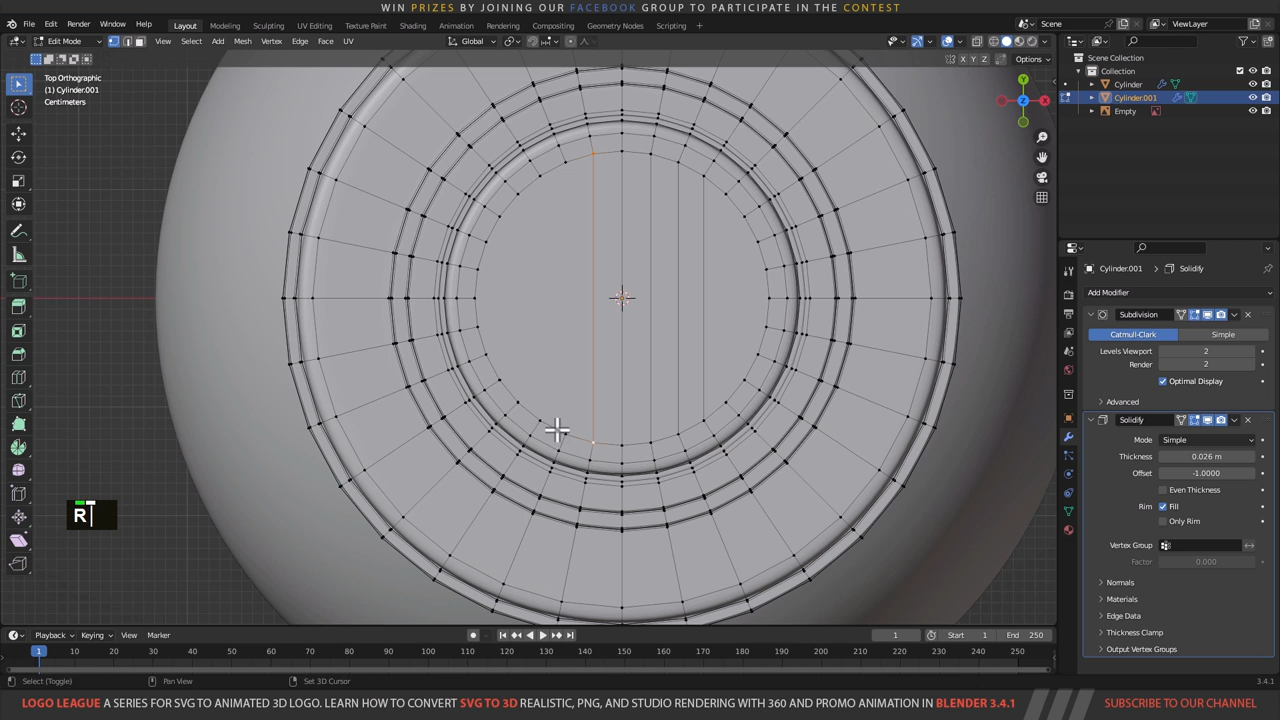 WIN PRIZES BY JOINING OUR FACEBOOK GROUP TO PARTICIPATE IN THE CONTEST
File Edit Render Window Help Layout Modeling Sculpting UV Editing Texture Paint Shading Animation Rendering Compositing Geometry Nodes Scripting Scene ViewLayer
Edit Mode View Select Add Mesh Vertex Edge Face UV Global
X Y Z Options
Scene Collection
Collection
Cylinder
Cylinder.001
Empty
Top Orthographic
(1) Cylinder.001
Centimeters
Y
Z
X
Cylinder.001 > Solidify
Add Modifier
Subdivision
Catmull-Clark Simple
Levels Viewport 2
Render 2
Optimal Display
Advanced
Solidify
Mode Simple
Thickness 0.026 m
Offset -1.0000
Even Thickness
Rim Fill
Only Rim
Vertex Group
Factor 0.000
Normals
Materials
Edge Data
Thickness Clamp
Output Vertex Groups
R
Playback Keying View Marker 1 Start 1 End 250
1 10 20 30 40 50 60 70 80 90 100 110 120 130 140 150 160 170 180 190 200 210 220 230 240 250
Select (Toggle) Pan View Set 3D Cursor 3.4.1
LOGO LEAGUE A SERIES FOR SVG TO ANIMATED 3D LOGO. LEARN HOW TO CONVERT SVG TO 3D REALISTIC, PNG, AND STUDIO RENDERING WITH 360 AND PROMO ANIMATION IN BLENDER 3.4.1 SUBSCRIBE TO OUR CHANNEL